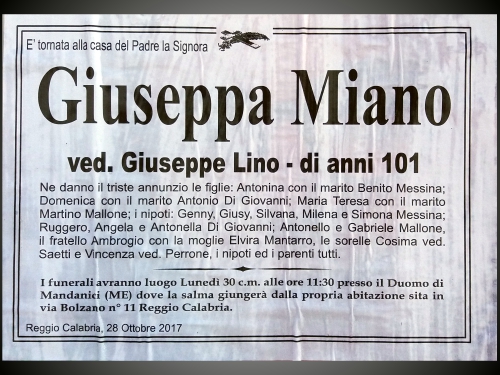 E' tornata alla casa del Padre la Signora
Giuseppa Miano
ved. Giuseppe Lino - di anni 101
Ne danno il triste annunzio le figlie: Antonina con il marito Benito Messina;
Domenica con il marito Antonio Di Giovanni; Maria Teresa con il marito
Martino Mallone; i nipoti: Genny, Giusy, Silvana, Milena e Simona Messina;
Ruggero, Angela e Antonella Di Giovanni; Antonello e Gabriele Mallone,
il fratello Ambrogio con la moglie Elvira Mantarro, le sorelle Cosima ved.
Saetti e Vincenza ved. Perrone, i nipoti ed i parenti tutti.
I funerali avranno luogo Lunedì 30 c.m. alle ore 11:30 presso il Duomo di
Mandanici (ME) dove la salma giungerà dalla propria abitazione sita in
via Bolzano n° 11 Reggio Calabria.
Reggio Calabria, 28 Ottobre 2017